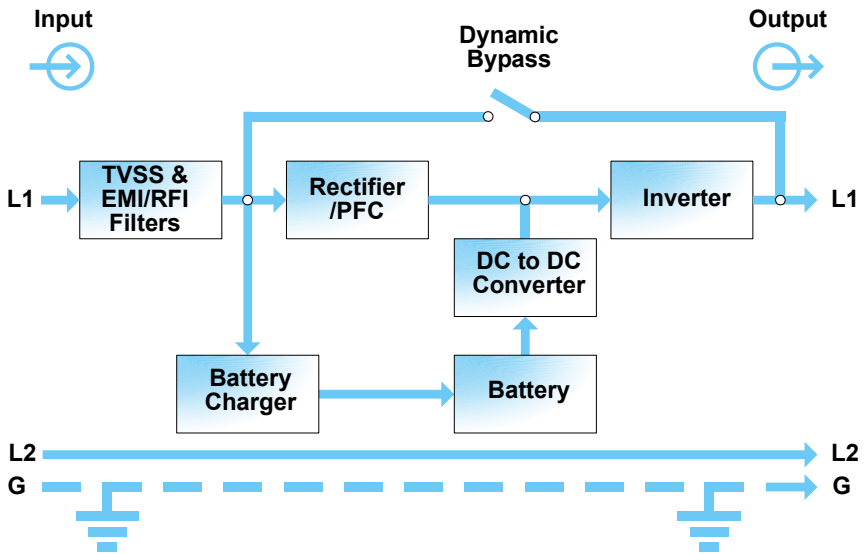 Input
Output
Dynamic
Bypass
L1
TVSS &
EMI/RFI
Filters
Rectifier
/PFC
Inverter
L1
DC to DC
Converter
Battery
Charger
Battery
L2
L2
G
G